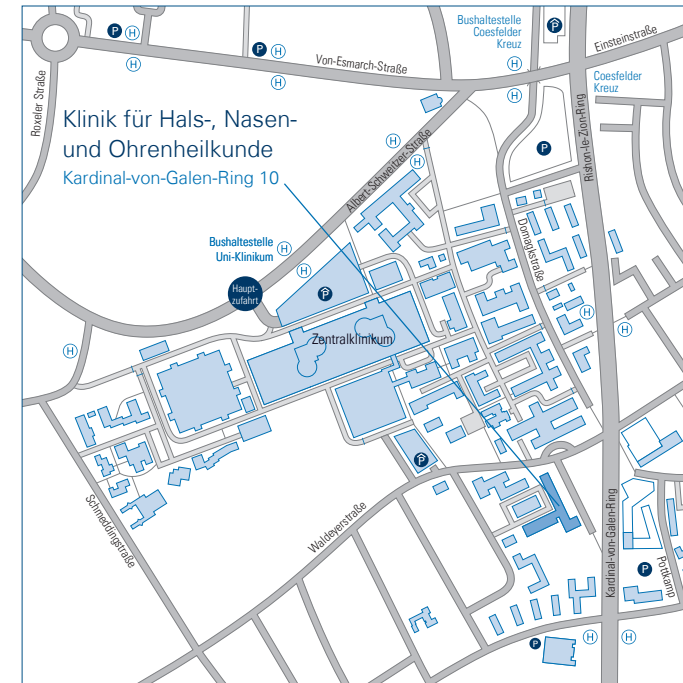 P
H
Bushaltestelle
Coesfelder
Kreuz
P
Einsteinstraße
P
H
H
Von-Esmarch-Straße
H
H
H
Coesfelder
Kreuz
Roxeler Straße
Klinik für Hals-, Nasen-
und Ohrenheilkunde
Kardinal-von-Galen-Ring 10
H
H
Albert-Schweitzer-Straße
P
Rishon-le-Zion-Ring
Domagkstraße
Bushaltestelle
Uni-Klinikum
H
H
Haupt-
zufahrt
P
Zentralklinikum
H
H
H
P
Schmeddingstraße
Waldeyerstraße
Kardinal-von-Galen-Ring
P
Pottkamp
P
H
H